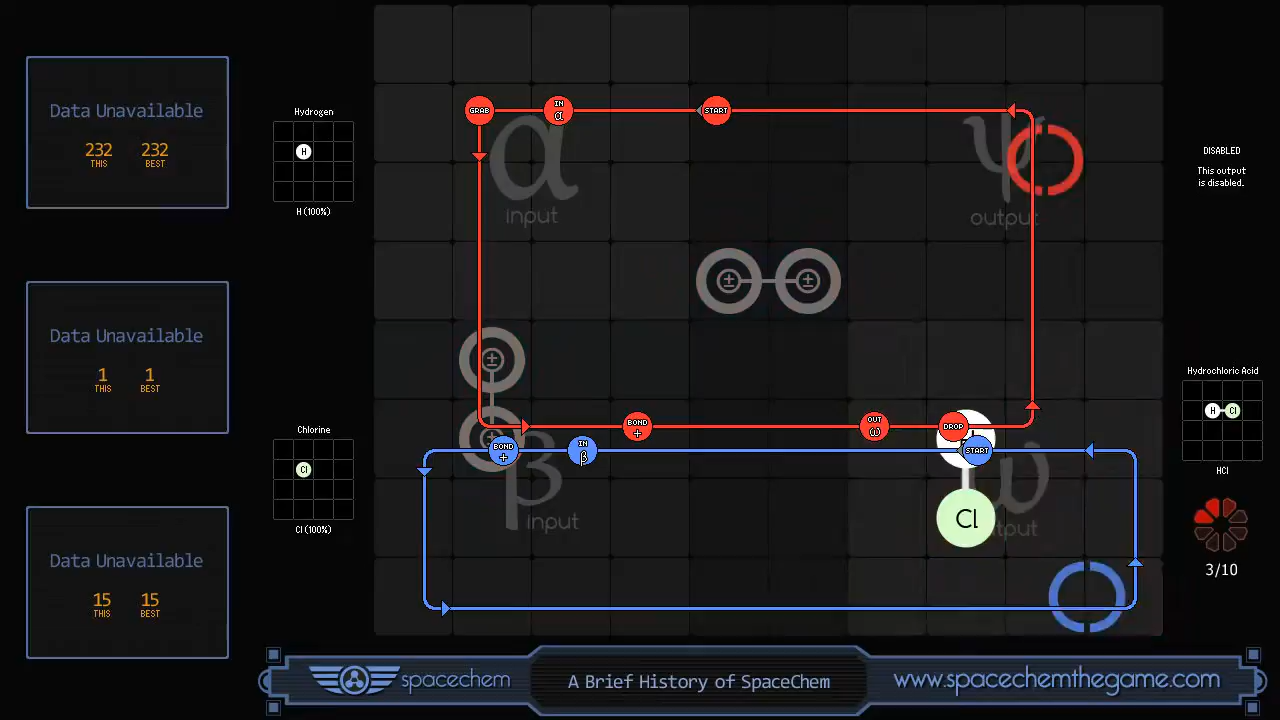 Data Unavailable
232 232
THIS BEST
Data Unavailable
1 1
THIS BEST
Data Unavailable
15 15
THIS BEST
Hydrogen
H
H (100%)
Chlorine
Cl
Cl (100%)
GRAB
IN
α
START
α
input
ψ
output
± ±
±
±
BOND
+
OUT
ω
DROP
BOND
+
IN
β
START
β
input
ω
Cl
DISABLED
This output
is disabled.
Hydrochloric Acid
H Cl
HCl
3/10
spacechem
A Brief History of SpaceChem
www.spacechemthegame.com